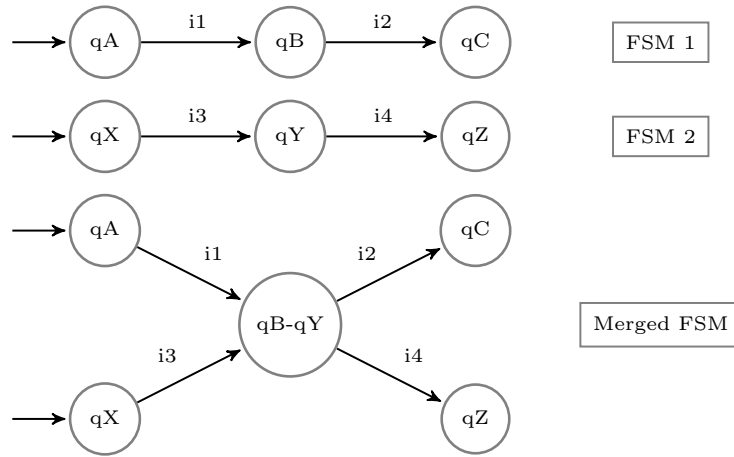 i1 i2
qA qB qC FSM 1
i3 i4
qX qY qZ FSM 2
qA qC
i1 i2
qB-qY Merged FSM
i3 i4
qX qZ